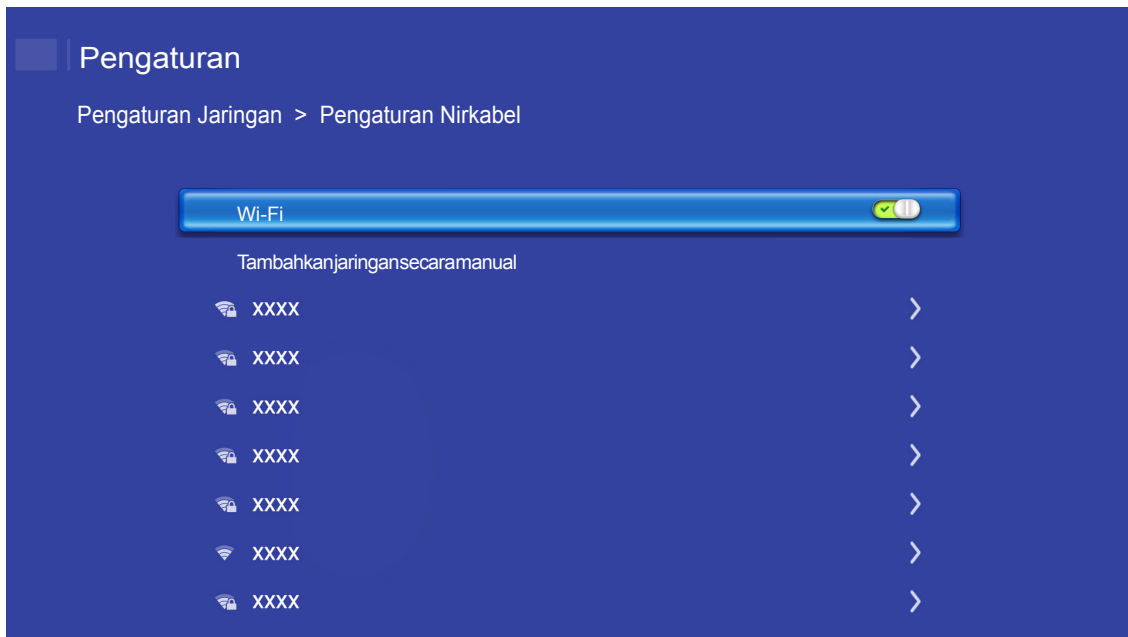 Pengaturan
Pengaturan Jaringan > Pengaturan Nirkabel
Wi-Fi
Tambahkanjaringansecaramanual
XXXX
XXXX
XXXX
XXXX
XXXX
XXXX
XXXX